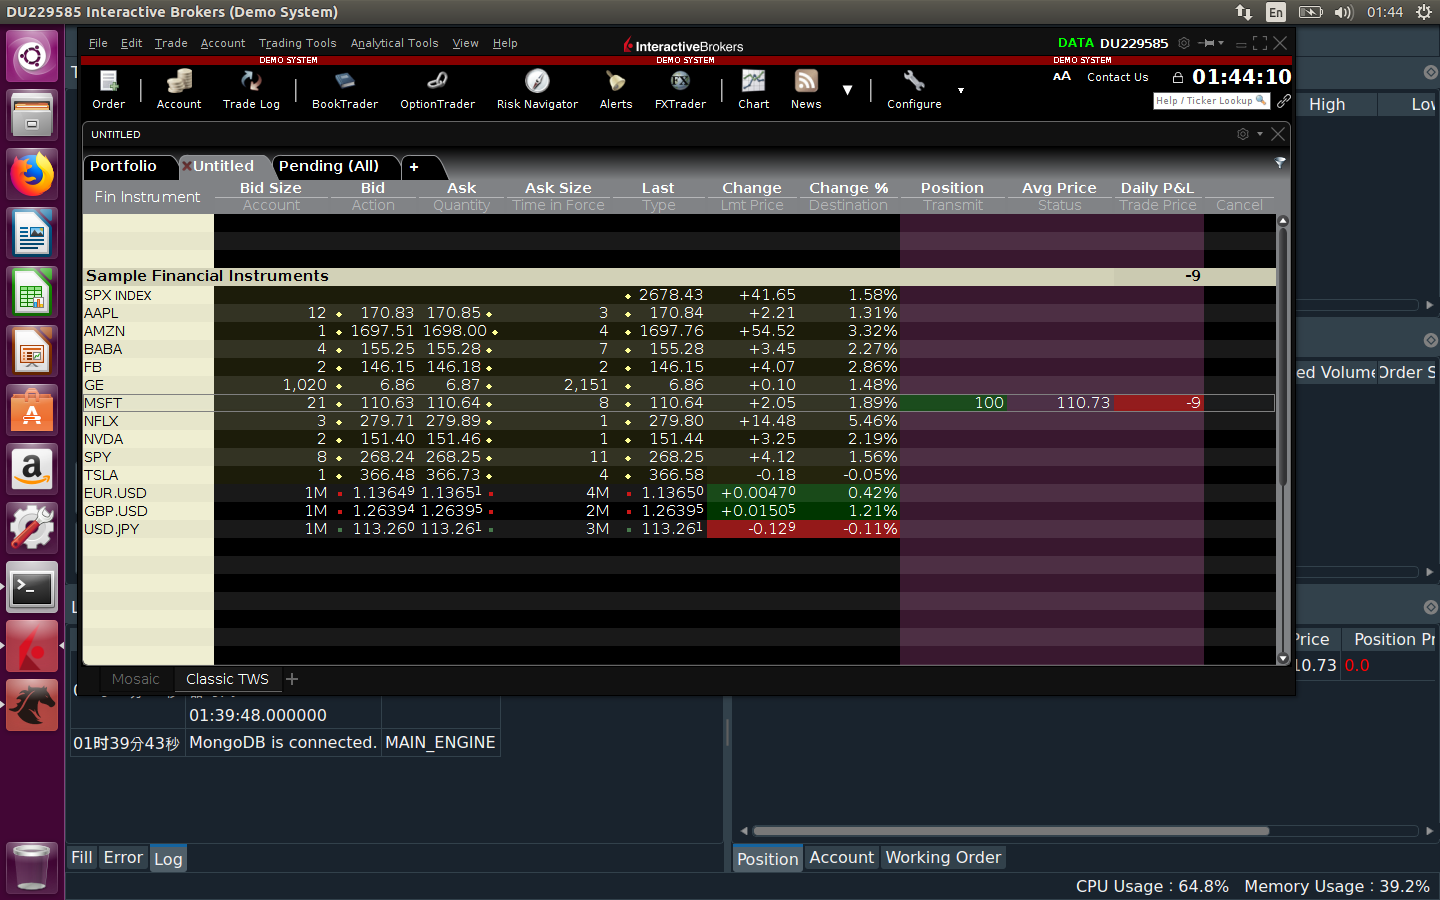 DU229585 Interactive Brokers (Demo System)
En 01:44
File Edit Trade Account Trading Tools Analytical Tools View Help
InteractiveBrokers
DATA DU229585
DEMO SYSTEM DEMO SYSTEM DEMO SYSTEM
AA Contact Us 01:44:10
Order Account Trade Log BookTrader OptionTrader Risk Navigator Alerts FX FXTrader Chart News Configure
Help / Ticker Lookup
High
UNTITLED
Portfolio Untitled Pending (All) +
Fin Instrument Bid Size Bid Ask Ask Size Last Change Change % Position Avg Price Daily P&L
Account Action Quantity Time in Force Type Lmt Price Destination Transmit Status Trade Price Cancel
Sample Financial Instruments -9
SPX INDEX 2678.43 +41.65 1.58%
AAPL 12 170.83 170.85 3 170.84 +2.21 1.31%
AMZN 1 1697.51 1698.00 4 1697.76 +54.52 3.32%
BABA 4 155.25 155.28 7 155.28 +3.45 2.27%
FB 2 146.15 146.18 2 146.15 +4.07 2.86%
GE 1,020 6.86 6.87 2,151 6.86 +0.10 1.48%
MSFT 21 110.63 110.64 8 110.64 +2.05 1.89% 100 110.73 -9
NFLX 3 279.71 279.89 1 279.80 +14.48 5.46%
NVDA 2 151.40 151.46 1 151.44 +3.25 2.19%
SPY 8 268.24 268.25 11 268.25 +4.12 1.56%
TSLA 1 366.48 366.73 4 366.58 -0.18 -0.05%
EUR.USD 1M 1.13649 1.13651 4M 1.13650 +0.00470 0.42%
GBP.USD 1M 1.26394 1.26395 2M 1.26395 +0.01505 1.21%
USD.JPY 1M 113.260 113.261 3M 113.261 -0.129 -0.11%
ed Volume Order S
Price Position Pr
10.73 0.0
Mosaic Classic TWS +
01:39:48.000000
01时39分43秒 MongoDB is connected. MAIN_ENGINE
Fill Error Log
Position Account Working Order
CPU Usage : 64.8% Memory Usage : 39.2%